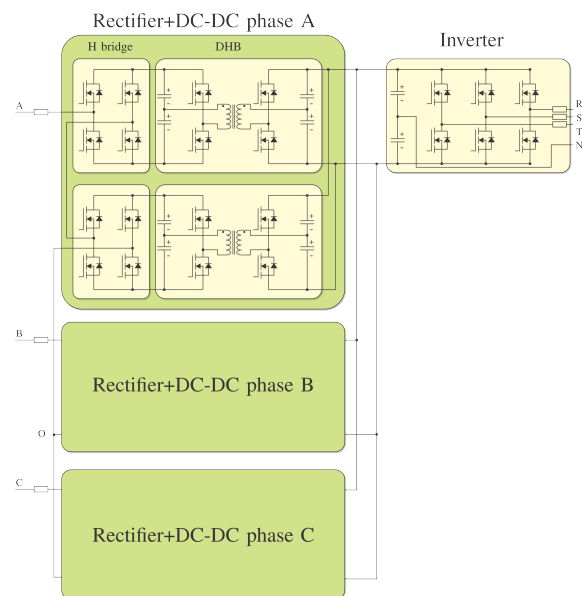 Rectifier+DC-DC phase A
Inverter
H bridge
DHB
A
R
S
T
N
B
Rectifier+DC-DC phase B
O
C
Rectifier+DC-DC phase C